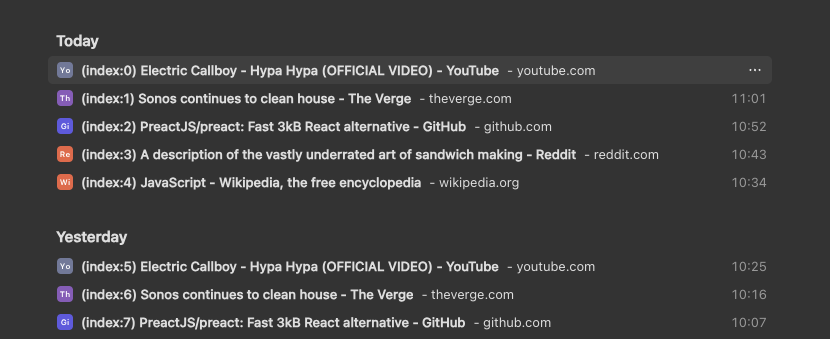 Today
Yo (index:0) Electric Callboy - Hypa Hypa (OFFICIAL VIDEO) - YouTube - youtube.com ...
Th (index:1) Sonos continues to clean house - The Verge - theverge.com 11:01
Gi (index:2) PreactJS/preact: Fast 3kB React alternative - GitHub - github.com 10:52
Re (index:3) A description of the vastly underrated art of sandwich making - Reddit - reddit.com 10:43
Wi (index:4) JavaScript - Wikipedia, the free encyclopedia - wikipedia.org 10:34
Yesterday
Yo (index:5) Electric Callboy - Hypa Hypa (OFFICIAL VIDEO) - YouTube - youtube.com 10:25
Th (index:6) Sonos continues to clean house - The Verge - theverge.com 10:16
Gi (index:7) PreactJS/preact: Fast 3kB React alternative - GitHub - github.com 10:07